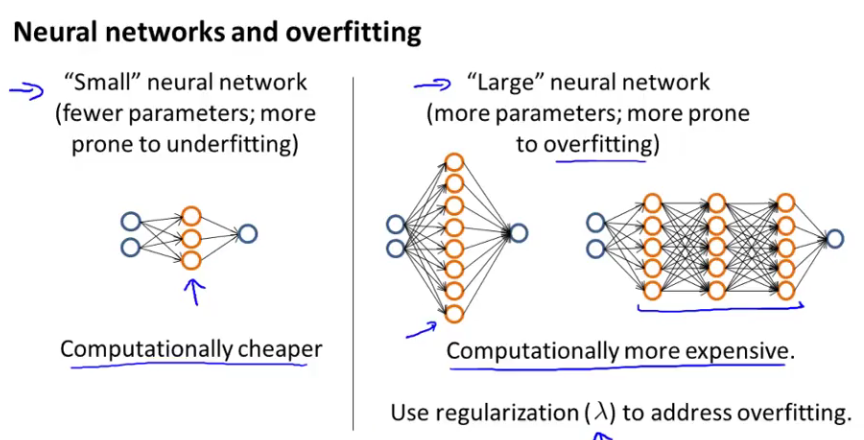 Neural networks and overfitting
“Small” neural network
(fewer parameters; more
prone to underfitting)
Computationally cheaper
“Large” neural network
(more parameters; more prone
to overfitting)
Computationally more expensive.
Use regularization (λ) to address overfitting.